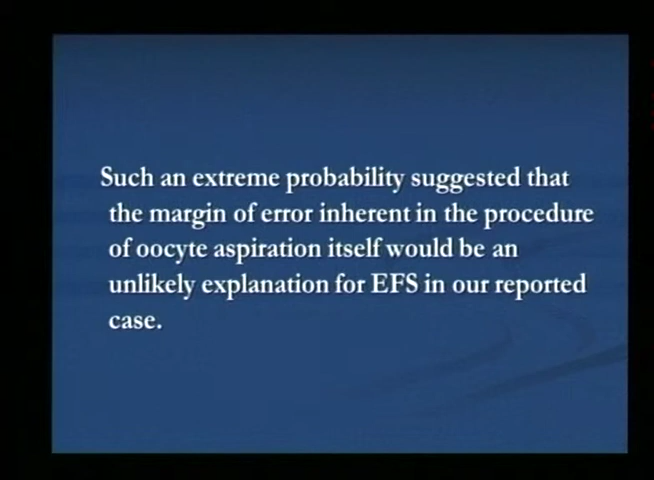 Such an extreme probability suggested that
the margin of error inherent in the procedure
of oocyte aspiration itself would be an
unlikely explanation for EFS in our reported
case.